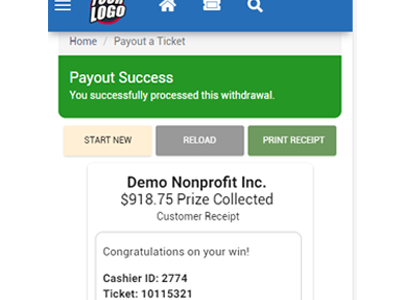 YOUR
LOGO
Home / Payout a Ticket
Payout Success
You successfully processed this withdrawal.
START NEW RELOAD PRINT RECEIPT
Demo Nonprofit Inc.
$918.75 Prize Collected
Customer Receipt
Congratulations on your win!
Cashier ID: 2774
Ticket: 10115321